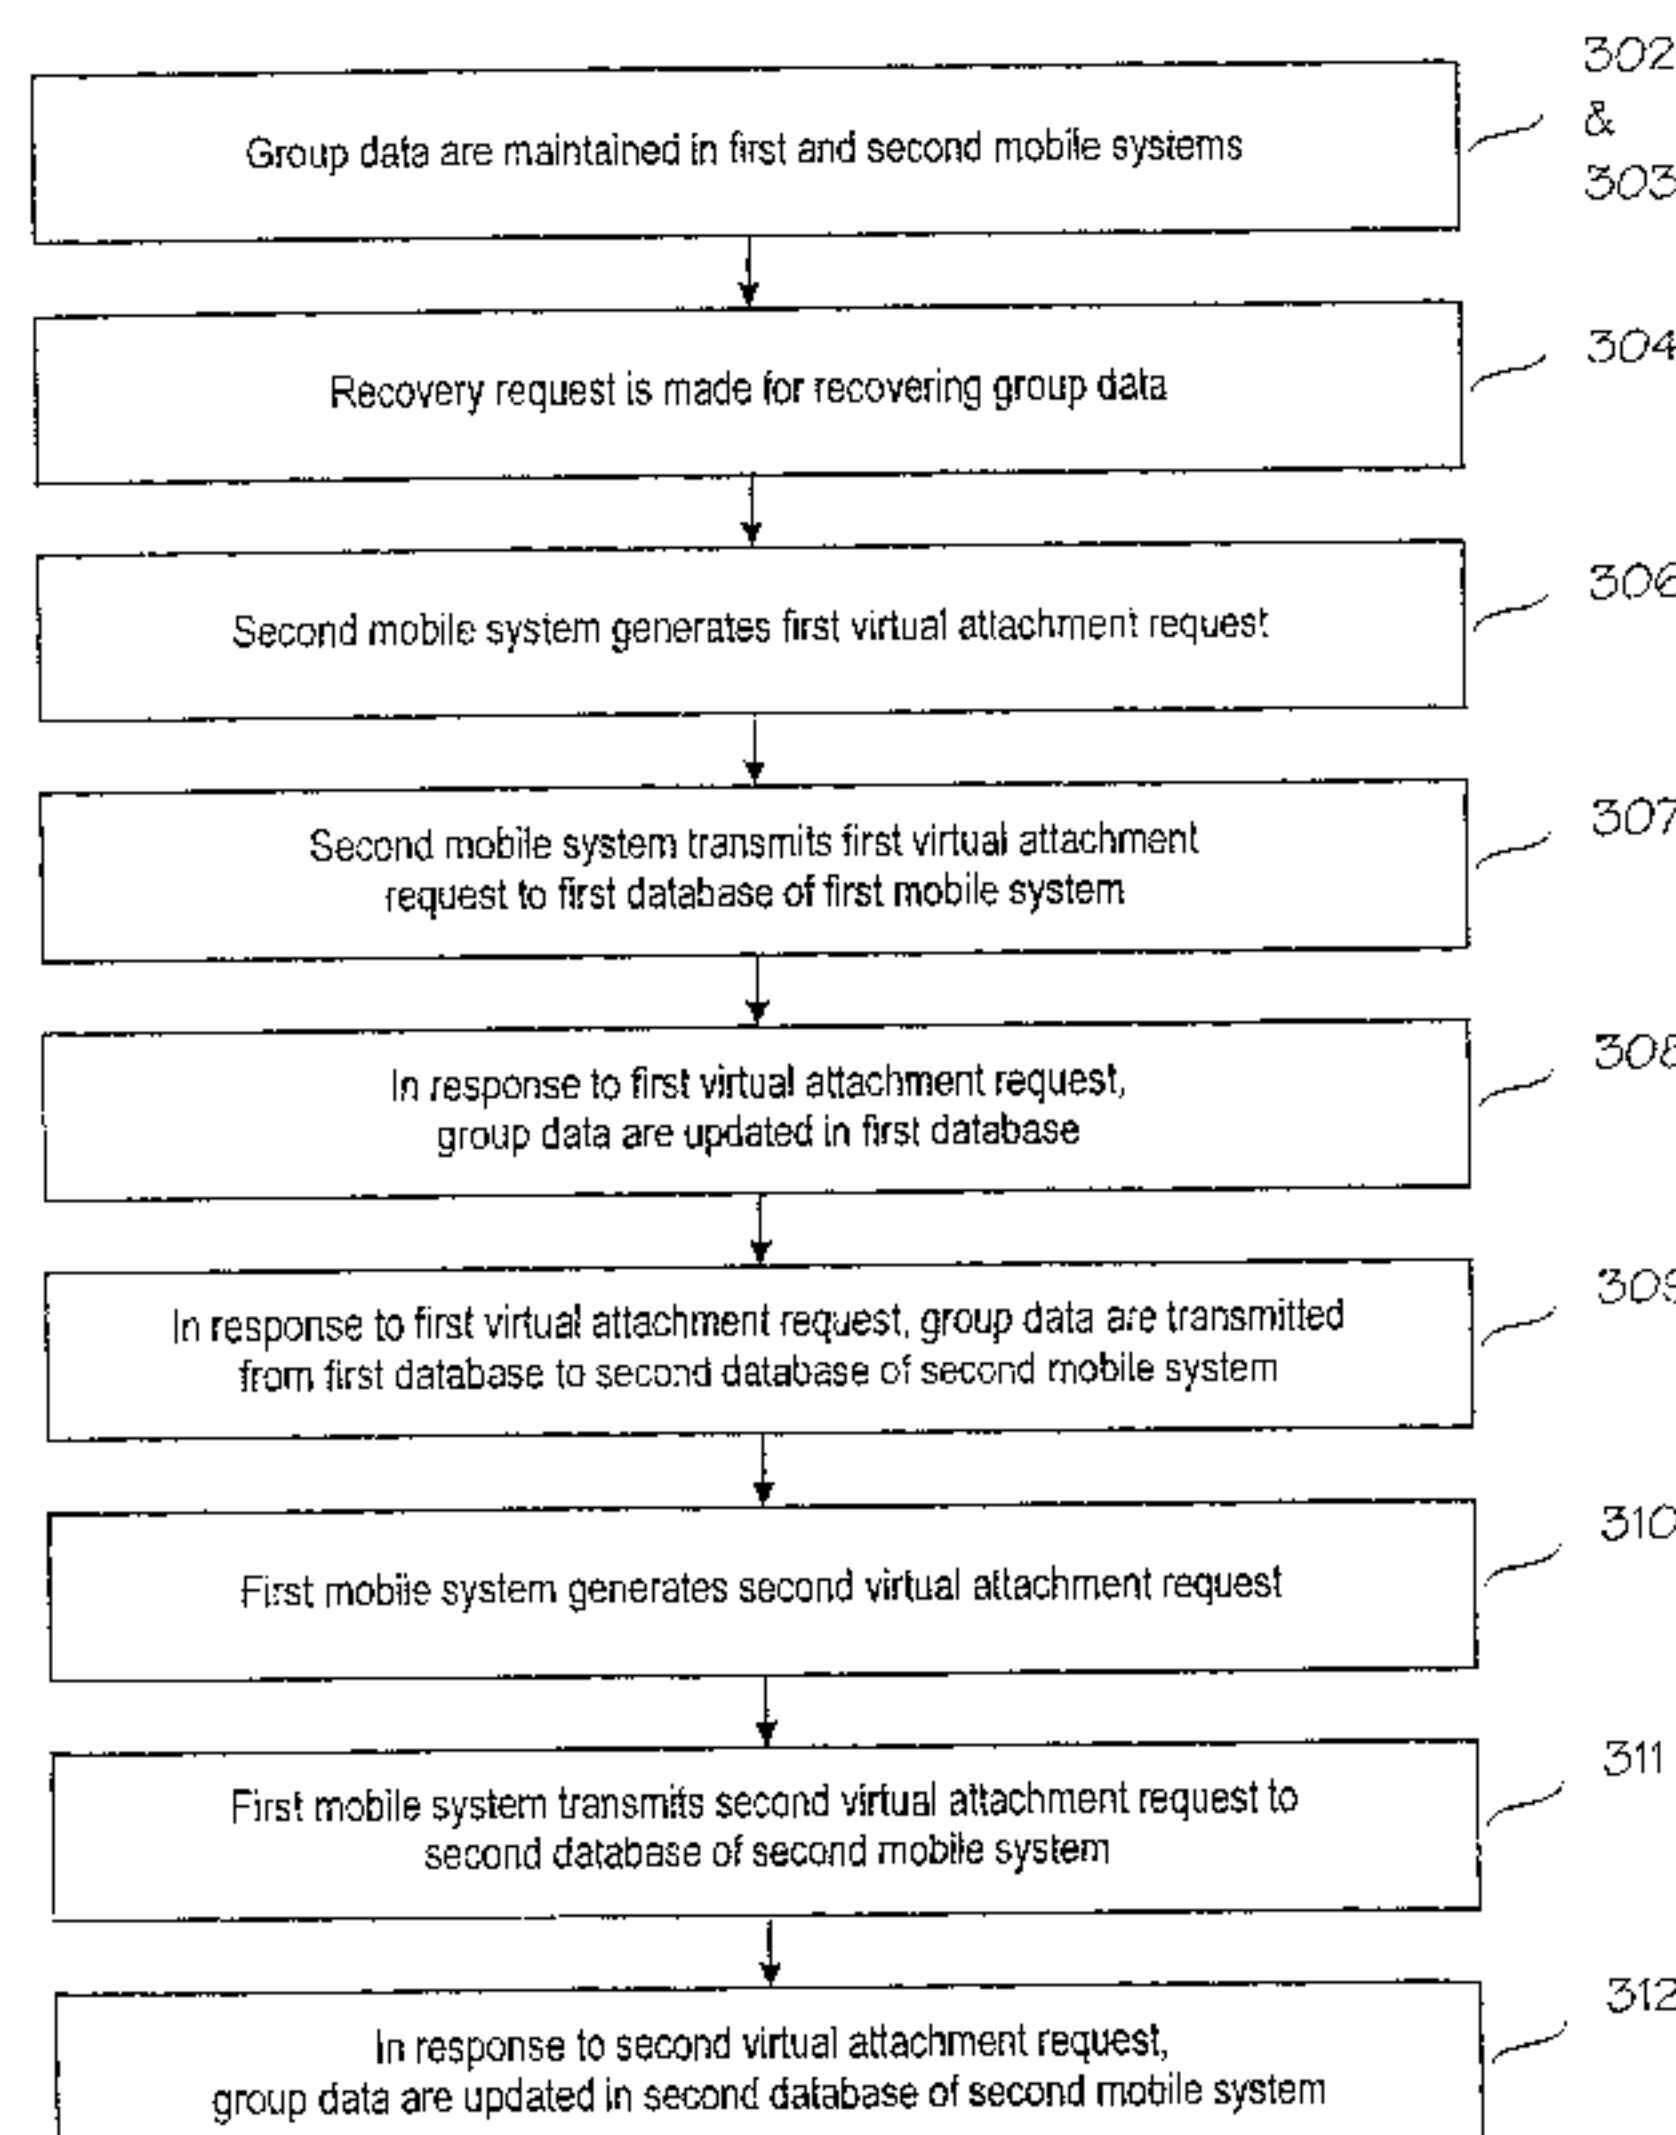 302
&
303
Group data are maintained in first and second mobile systems
304
Recovery request is made for recovering group data
306
Second mobile system generates first virtual attachment request
307
Second mobile system transmits first virtual attachment
request to first database of first mobile system
308
In response to first virtual attachment request,
group data are updated in first database
309
In response to first virtual attachment request, group data are transmitted
from first database to second database of second mobile system
310
First mobile system generates second virtual attachment request
311
First mobile system transmits second virtual attachment request to
second database of second mobile system
312
In response to second virtual attachment request,
group data are updated in second database of second mobile system